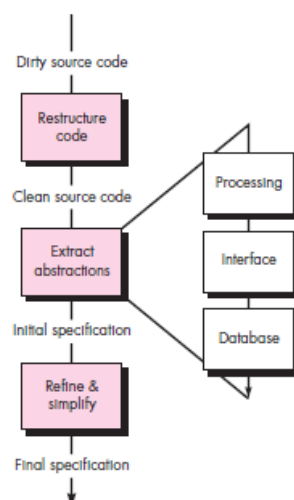 Dirty source code
Restructure
code
Clean source code
Extract
abstractions
Initial specification
Refine &
simplify
Final specification
Processing
Interface
Database